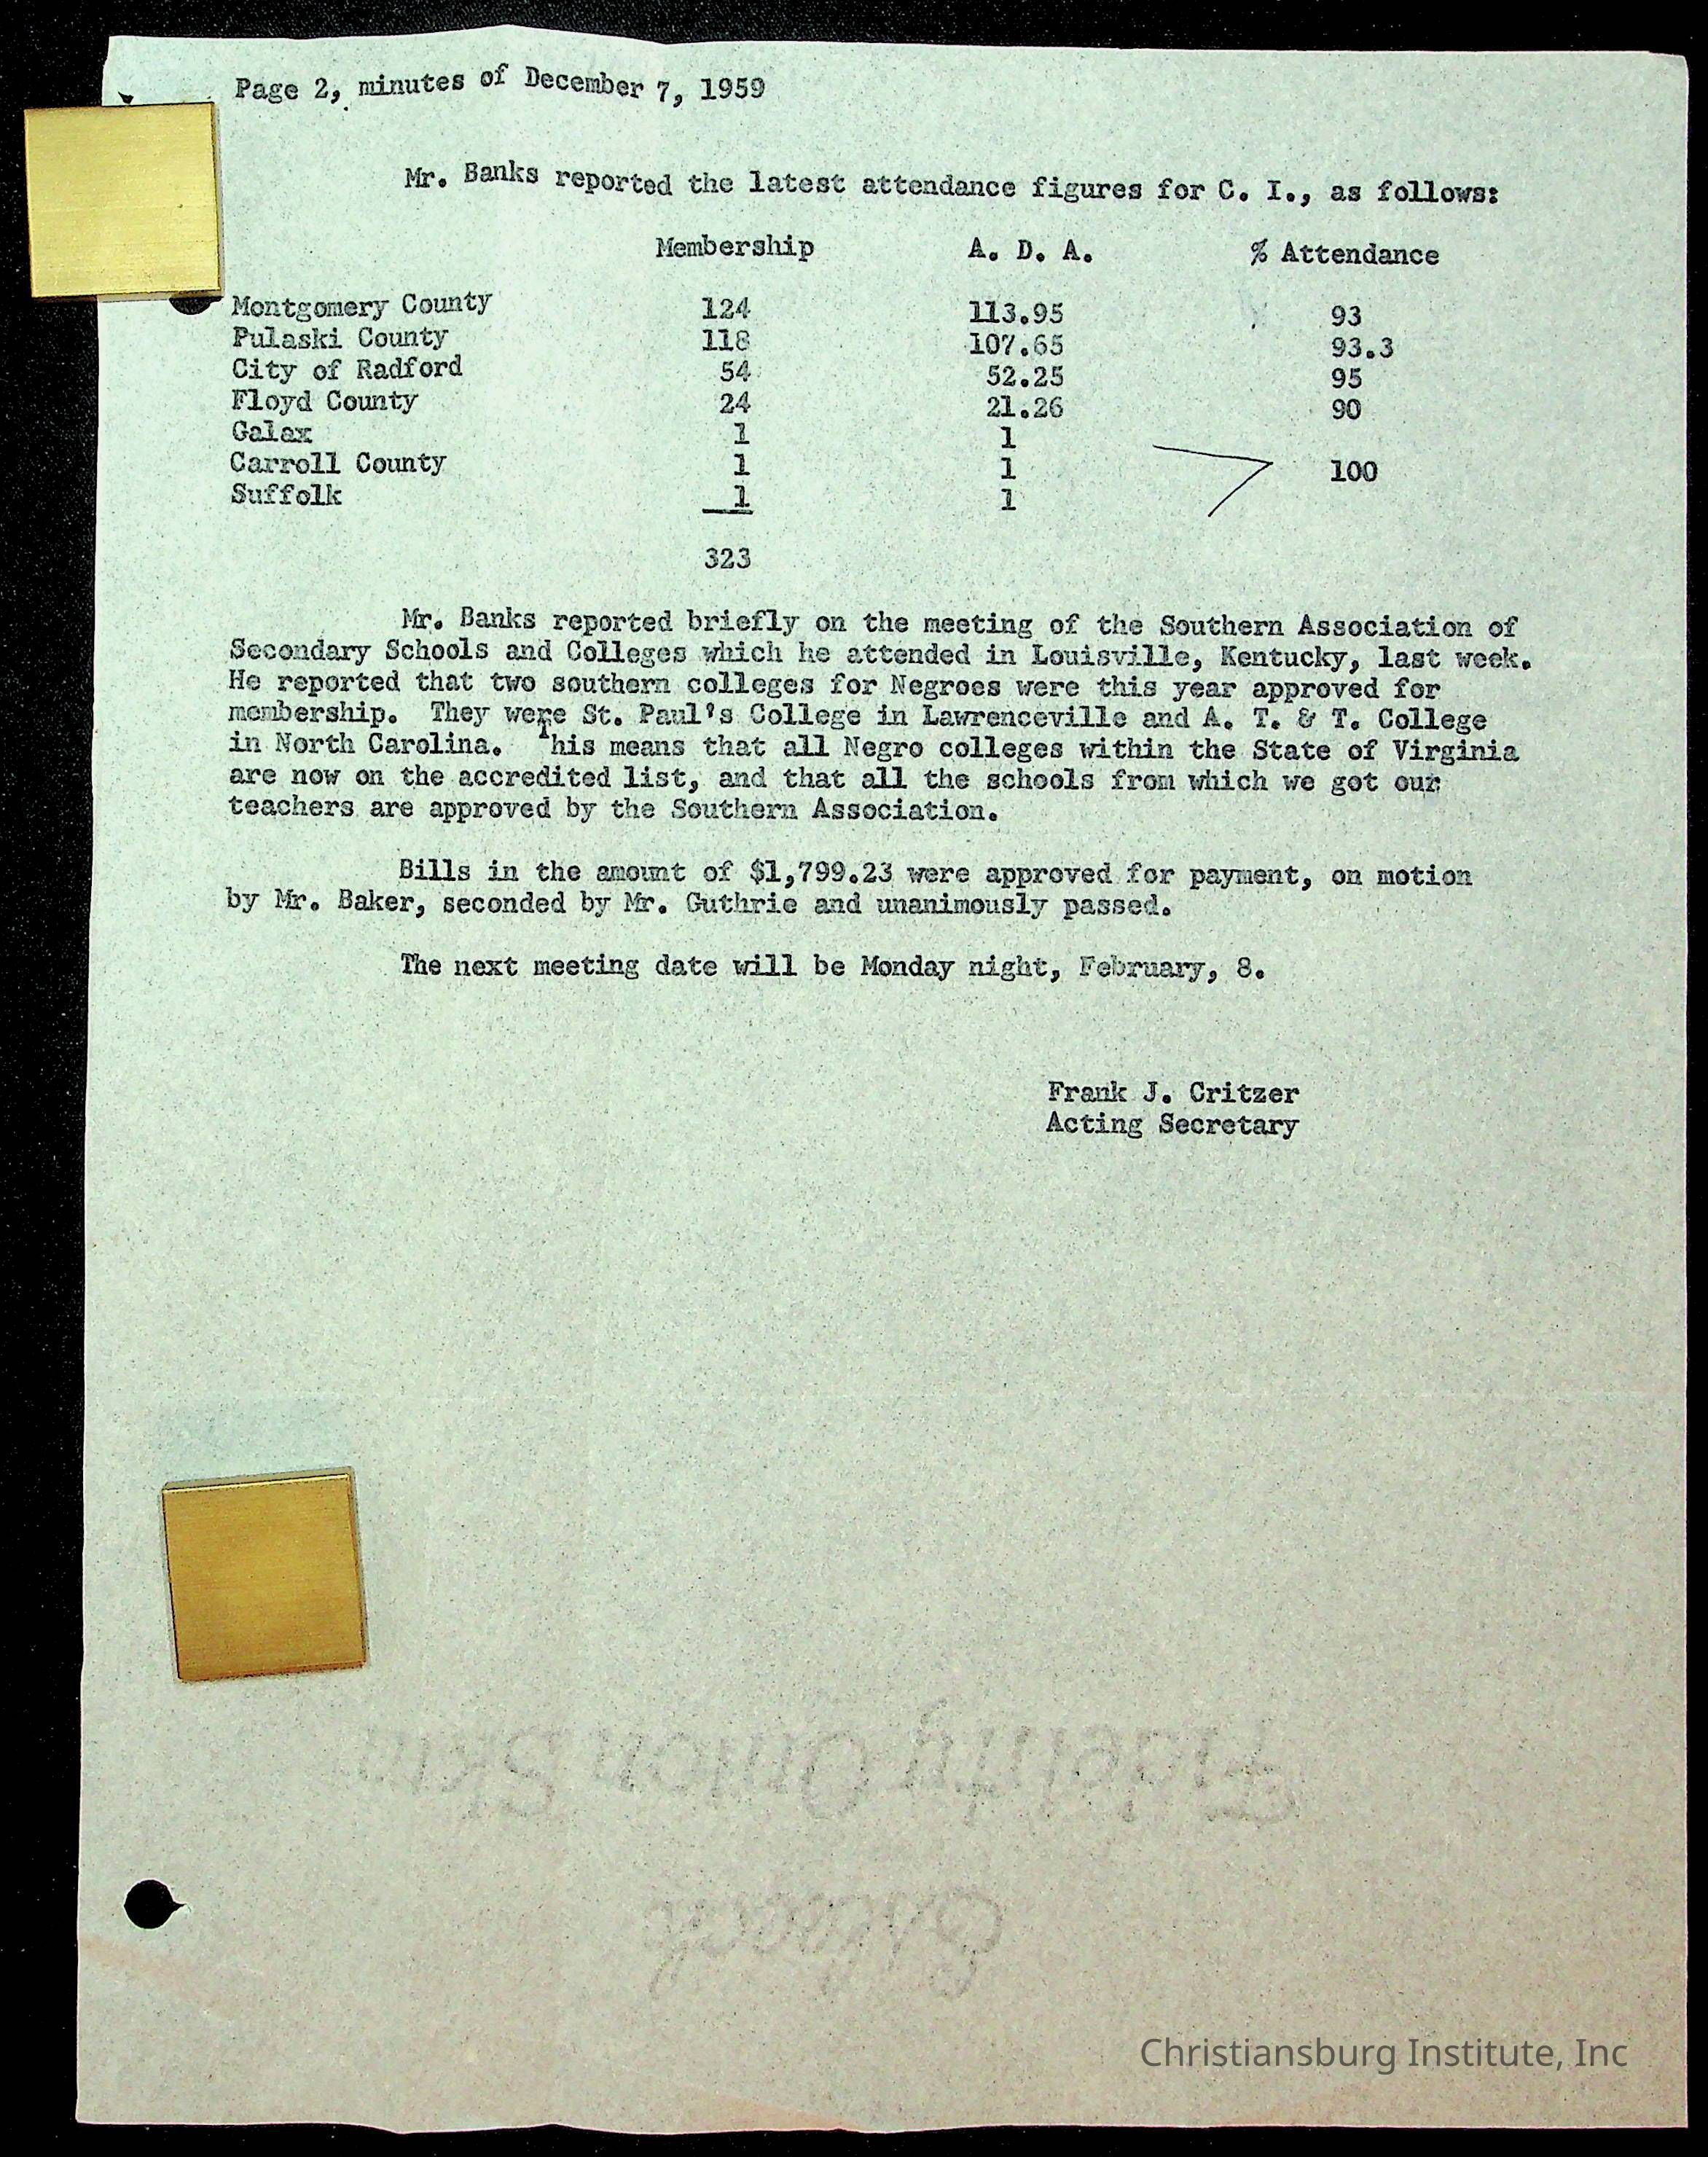 Page 2, minutes of December 7, 1959
Mr. Banks reported the latest attendance figures for C. I., as follows:
Membership A. D. A. % Attendance
Montgomery County 124 113.95 93
Pulaski County 118 107.65 93.3
City of Radford 54 52.25 95
Floyd County 24 21.26 90
Galax 1 1
Carroll County 1 1 100
Suffolk 1 1
323
Mr. Banks reported briefly on the meeting of the Southern Association of
Secondary Schools and Colleges which he attended in Louisville, Kentucky, last week.
He reported that two southern colleges for Negroes were this year approved for
membership. They were St. Paul's College in Lawrenceville and A. T. & T. College
in North Carolina. This means that all Negro colleges within the State of Virginia
are now on the accredited list, and that all the schools from which we got our
teachers are approved by the Southern Association.
Bills in the amount of $1,799.23 were approved for payment, on motion
by Mr. Baker, seconded by Mr. Guthrie and unanimously passed.
The next meeting date will be Monday night, February, 8.
Frank J. Critzer
Acting Secretary
Fidelity Onion Skin
Christiansburg Institute, Inc